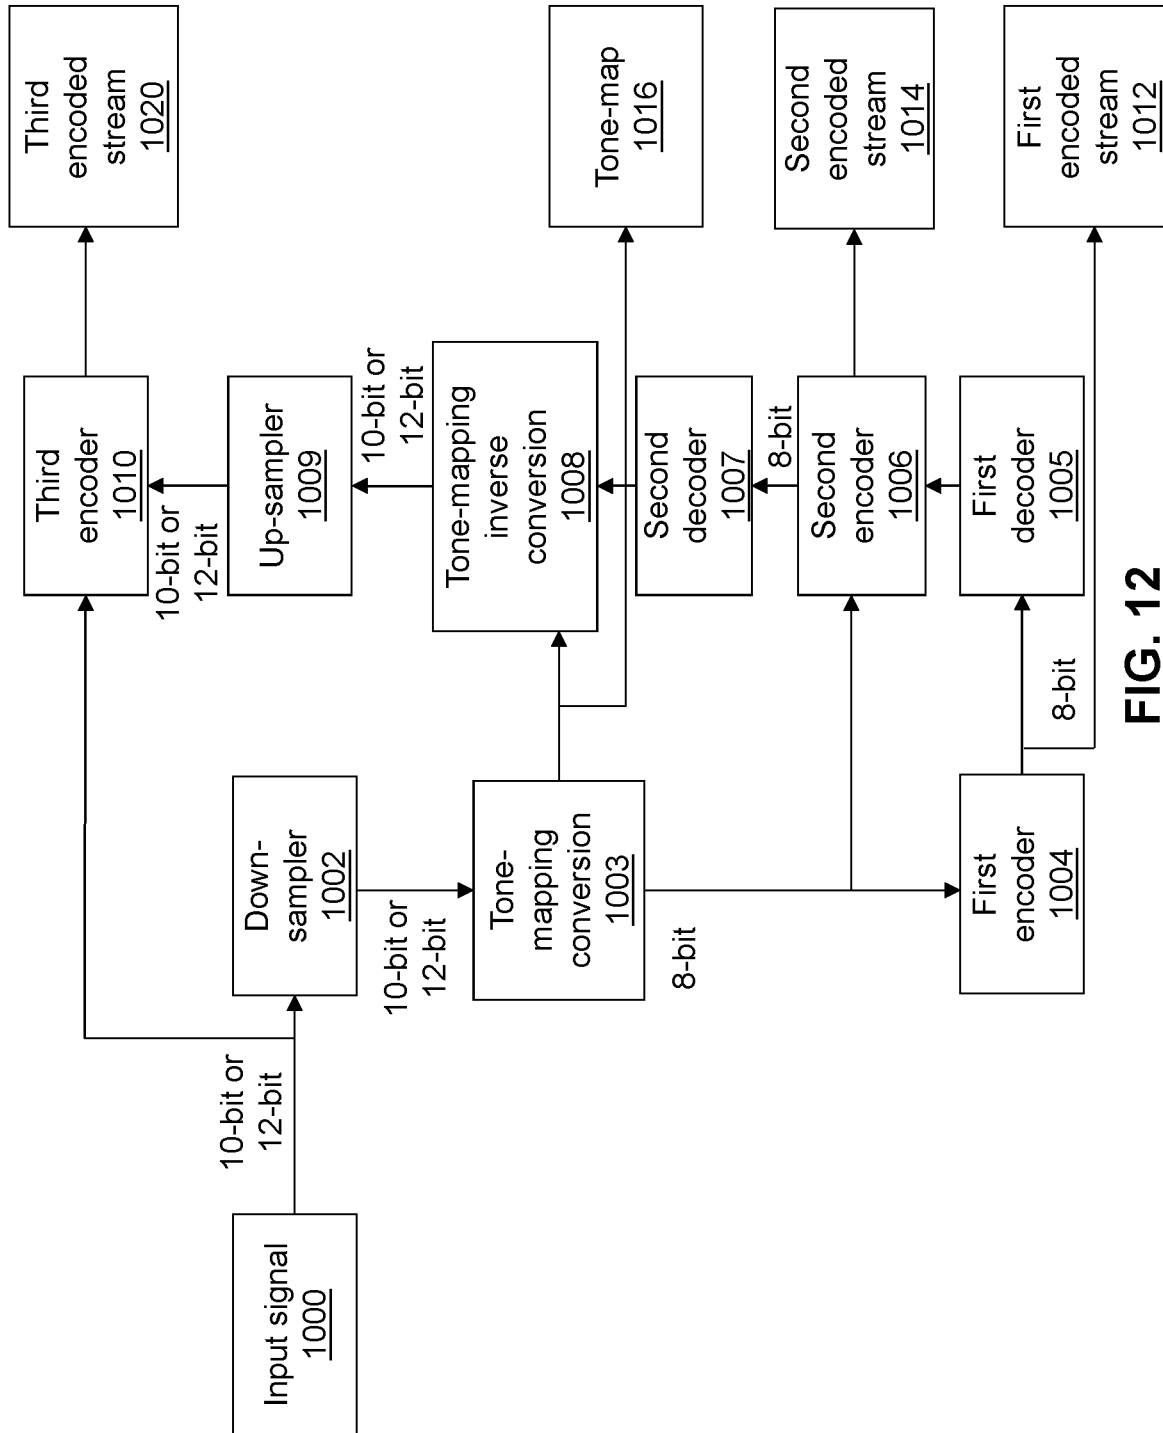 Input signal
1000
10-bit or
12-bit
Down-
sampler
1002
10-bit or
12-bit
Tone-
mapping
conversion
1003
8-bit
First
encoder
1004
8-bit
Third
encoder
1010
10-bit or
12-bit
Up-sampler
1009
10-bit or
12-bit
Tone-mapping
inverse
conversion
1008
Second
decoder
1007
8-bit
Second
encoder
1006
First
decoder
1005
Third
encoded
stream
1020
Tone-map
1016
Second
encoded
stream
1014
First
encoded
stream
1012
FIG. 12